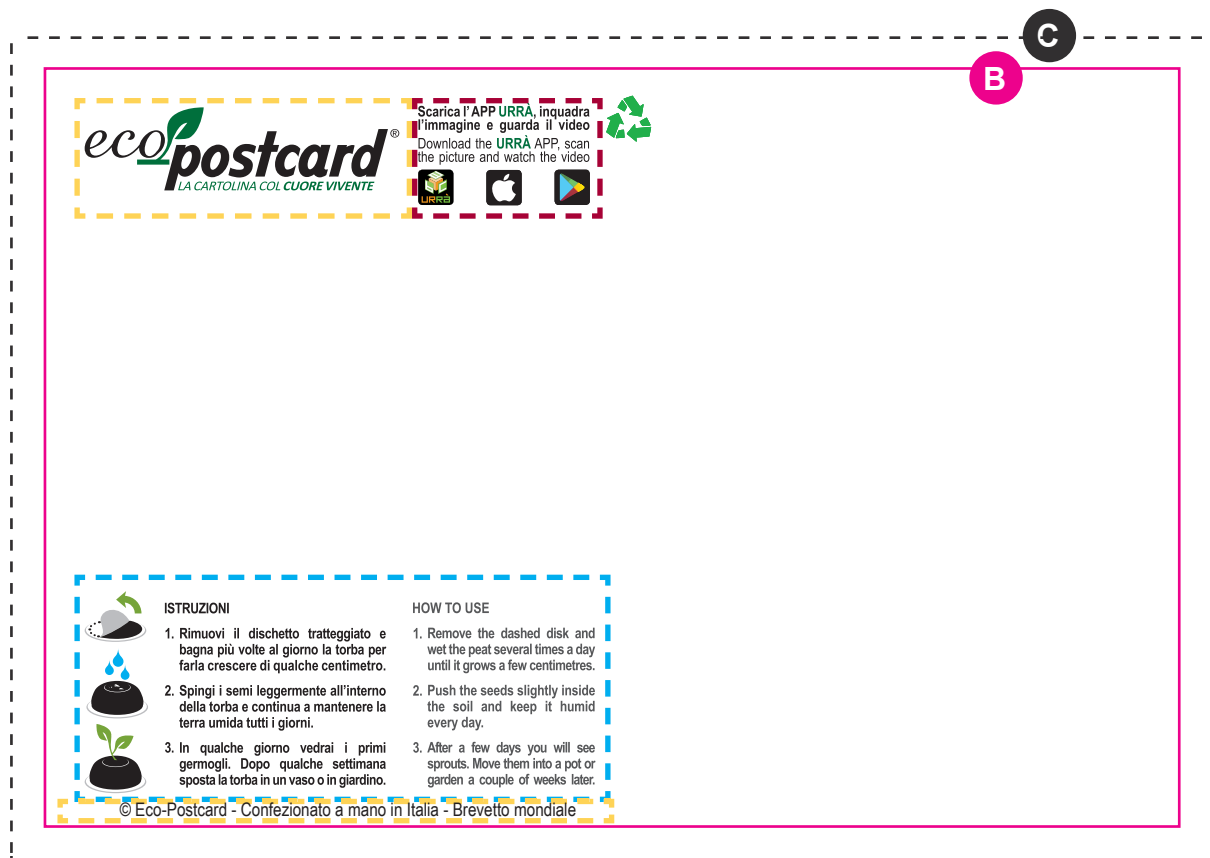 C
B
eco postcard®
LA CARTOLINA COL CUORE VIVENTE
Scarica l'APP URRÀ, inquadra
l'immagine e guarda il video
Download the URRÀ APP, scan
the picture and watch the video
URRà
ISTRUZIONI
1. Rimuovi il dischetto tratteggiato e
bagna più volte al giorno la torba per
farla crescere di qualche centimetro.
2. Spingi i semi leggermente all'interno
della torba e continua a mantenere la
terra umida tutti i giorni.
3. In qualche giorno vedrai i primi
germogli. Dopo qualche settimana
sposta la torba in un vaso o in giardino.
HOW TO USE
1. Remove the dashed disk and
wet the peat several times a day
until it grows a few centimetres.
2. Push the seeds slightly inside
the soil and keep it humid
every day.
3. After a few days you will see
sprouts. Move them into a pot or
garden a couple of weeks later.
© Eco-Postcard - Confezionato a mano in Italia - Brevetto mondiale